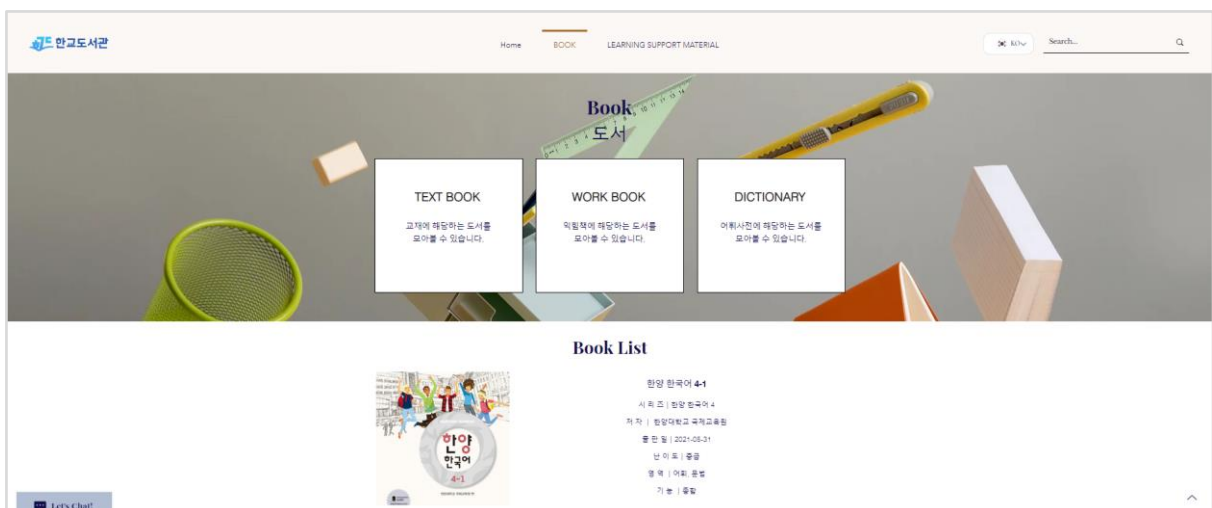 한교도서관
Home BOOK LEARNING SUPPORT MATERIAL
KO
Search...
Book
도서
TEXT BOOK
교재에 해당하는 도서를
모아볼 수 있습니다.
WORK BOOK
익힘책에 해당하는 도서를
모아볼 수 있습니다.
DICTIONARY
어휘사전에 해당하는 도서를
모아볼 수 있습니다.
Book List
한양
한국어
4-1
한양 한국어 4-1
시 리 즈 | 한양 한국어 4
저 자 | 한양대학교 국제교육원
출 판 일 | 2021-05-31
난 이 도 | 중급
영 역 | 어휘, 문법
기 능 | 종합
Let's Chat!